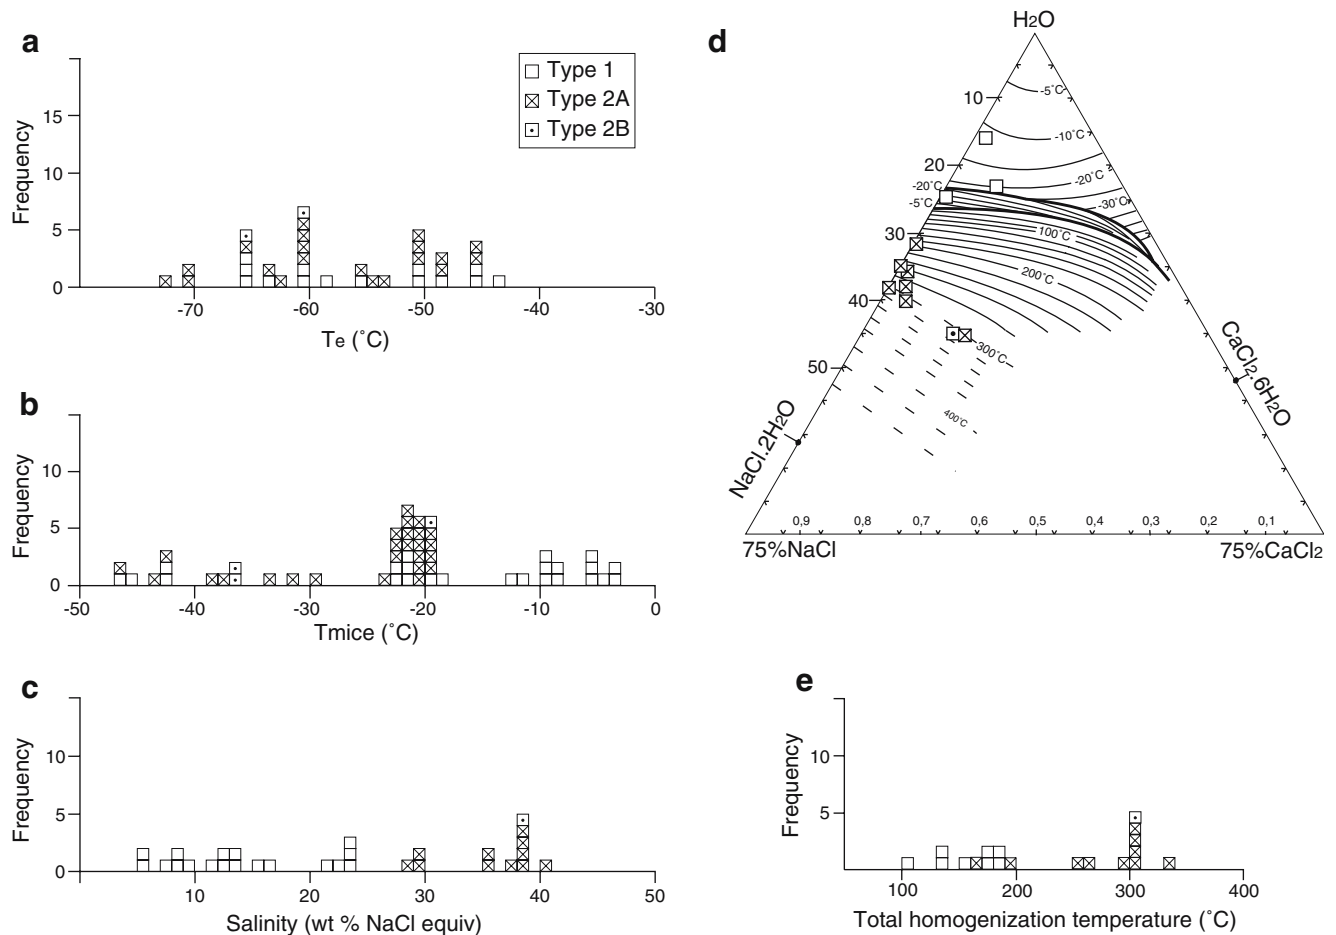 a
Frequency
15
10
5
0
-70
-60
-50
-40
-30
Te (˚C)
Type 1
Type 2A
Type 2B
b
Frequency
10
5
0
-50
-40
-30
-20
-10
0
Tmice (˚C)
c
Frequency
10
5
0
10
20
30
40
50
Salinity (wt % NaCl equiv)
d
H2O
10
20
30
40
50
-5˚C
-10˚C
-20˚C
-30˚C
-20˚C
-5˚C
100˚C
200˚C
300˚C
400˚C
NaCl.2H2O
CaCl2.6H2O
0,9 0,8 0,7 0,6 0,5 0,4 0,3 0,2 0,1
75%NaCl
75%CaCl2
e
Frequency
10
5
100
200
300
400
Total homogenization temperature (˚C)